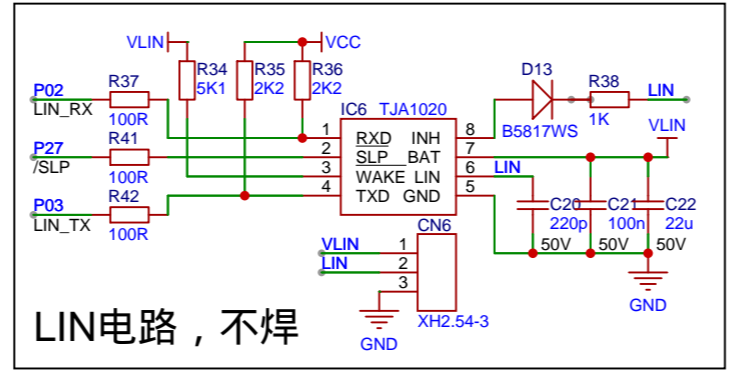 VLIN
VCC
P02
LIN_RX
R37
100R
R34
5K1
R35
2K2
R36
2K2
D13
B5817WS
R38
1K
LIN
IC6 TJA1020
P27
/SLP
R41
100R
1 RXD INH 8
2 SLP BAT 7
3 WAKE LIN 6
4 TXD GND 5
LIN
VLIN
P03
LIN_TX
R42
100R
C20
220p
50V
C21
100n
50V
C22
22u
50V
GND
CN6
VLIN 1
LIN 2
3
XH2.54-3
GND
LIN电路，不焊